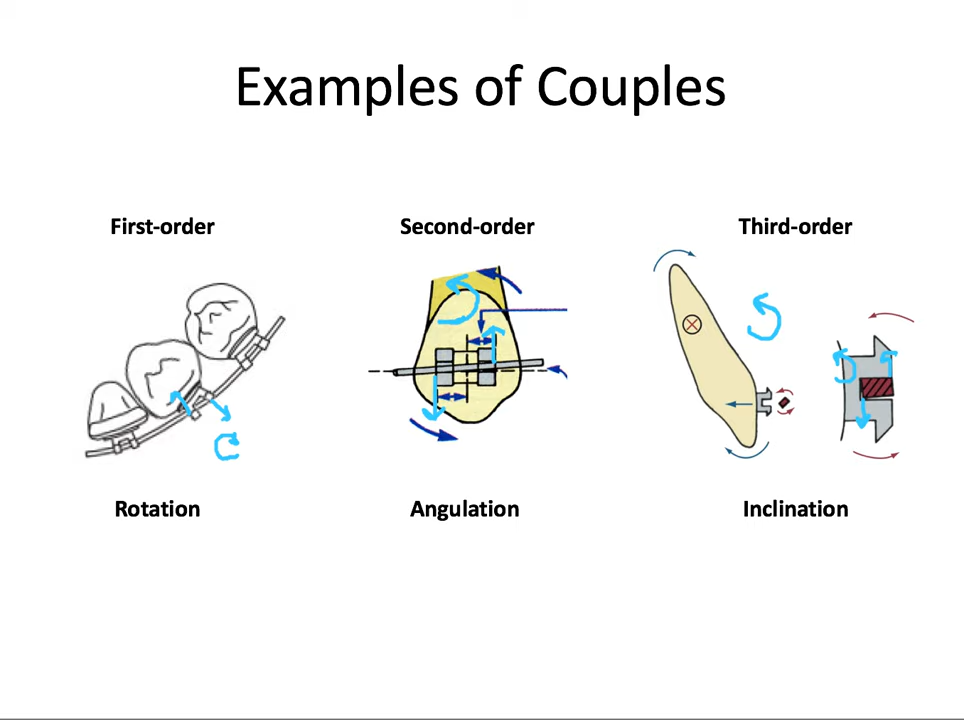 Examples of Couples
First-order
Second-order
Third-order
Rotation
Angulation
Inclination